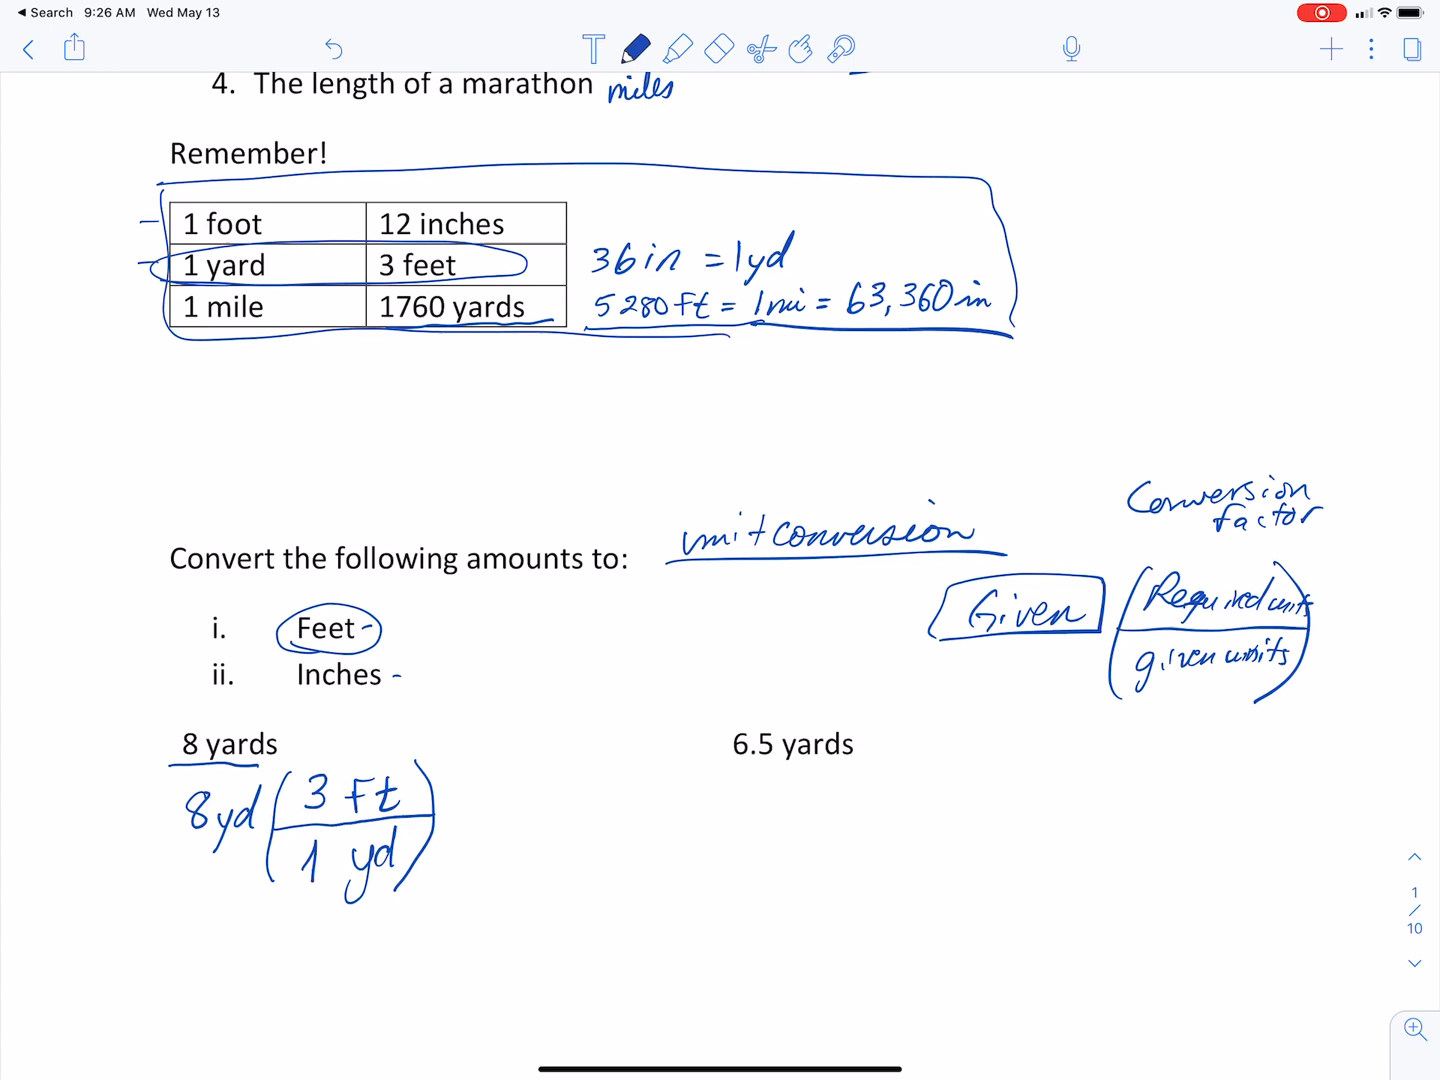 Search 9:26 AM Wed May 13
T
4. The length of a marathon miles
Remember!
1 foot 12 inches
1 yard 3 feet 36in = 1yd
1 mile 1760 yards 5280Ft = 1mi = 63,360in
Conversion
factor
unit conversion
Convert the following amounts to:
Given (Required units
given units)
i. Feet -
ii. Inches -
8 yards 6.5 yards
8yd (3 Ft
1 yd)
1
/
10